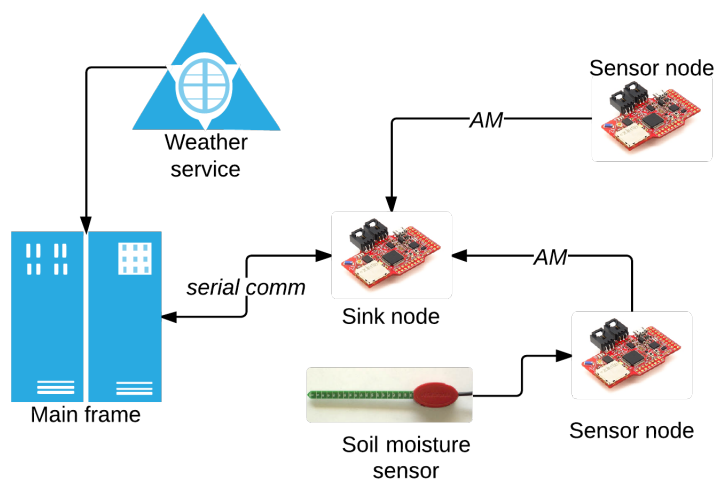 Sensor node
AM
Weather
service
AM
serial comm
Sink node
Main frame
Sensor node
Soil moisture
sensor